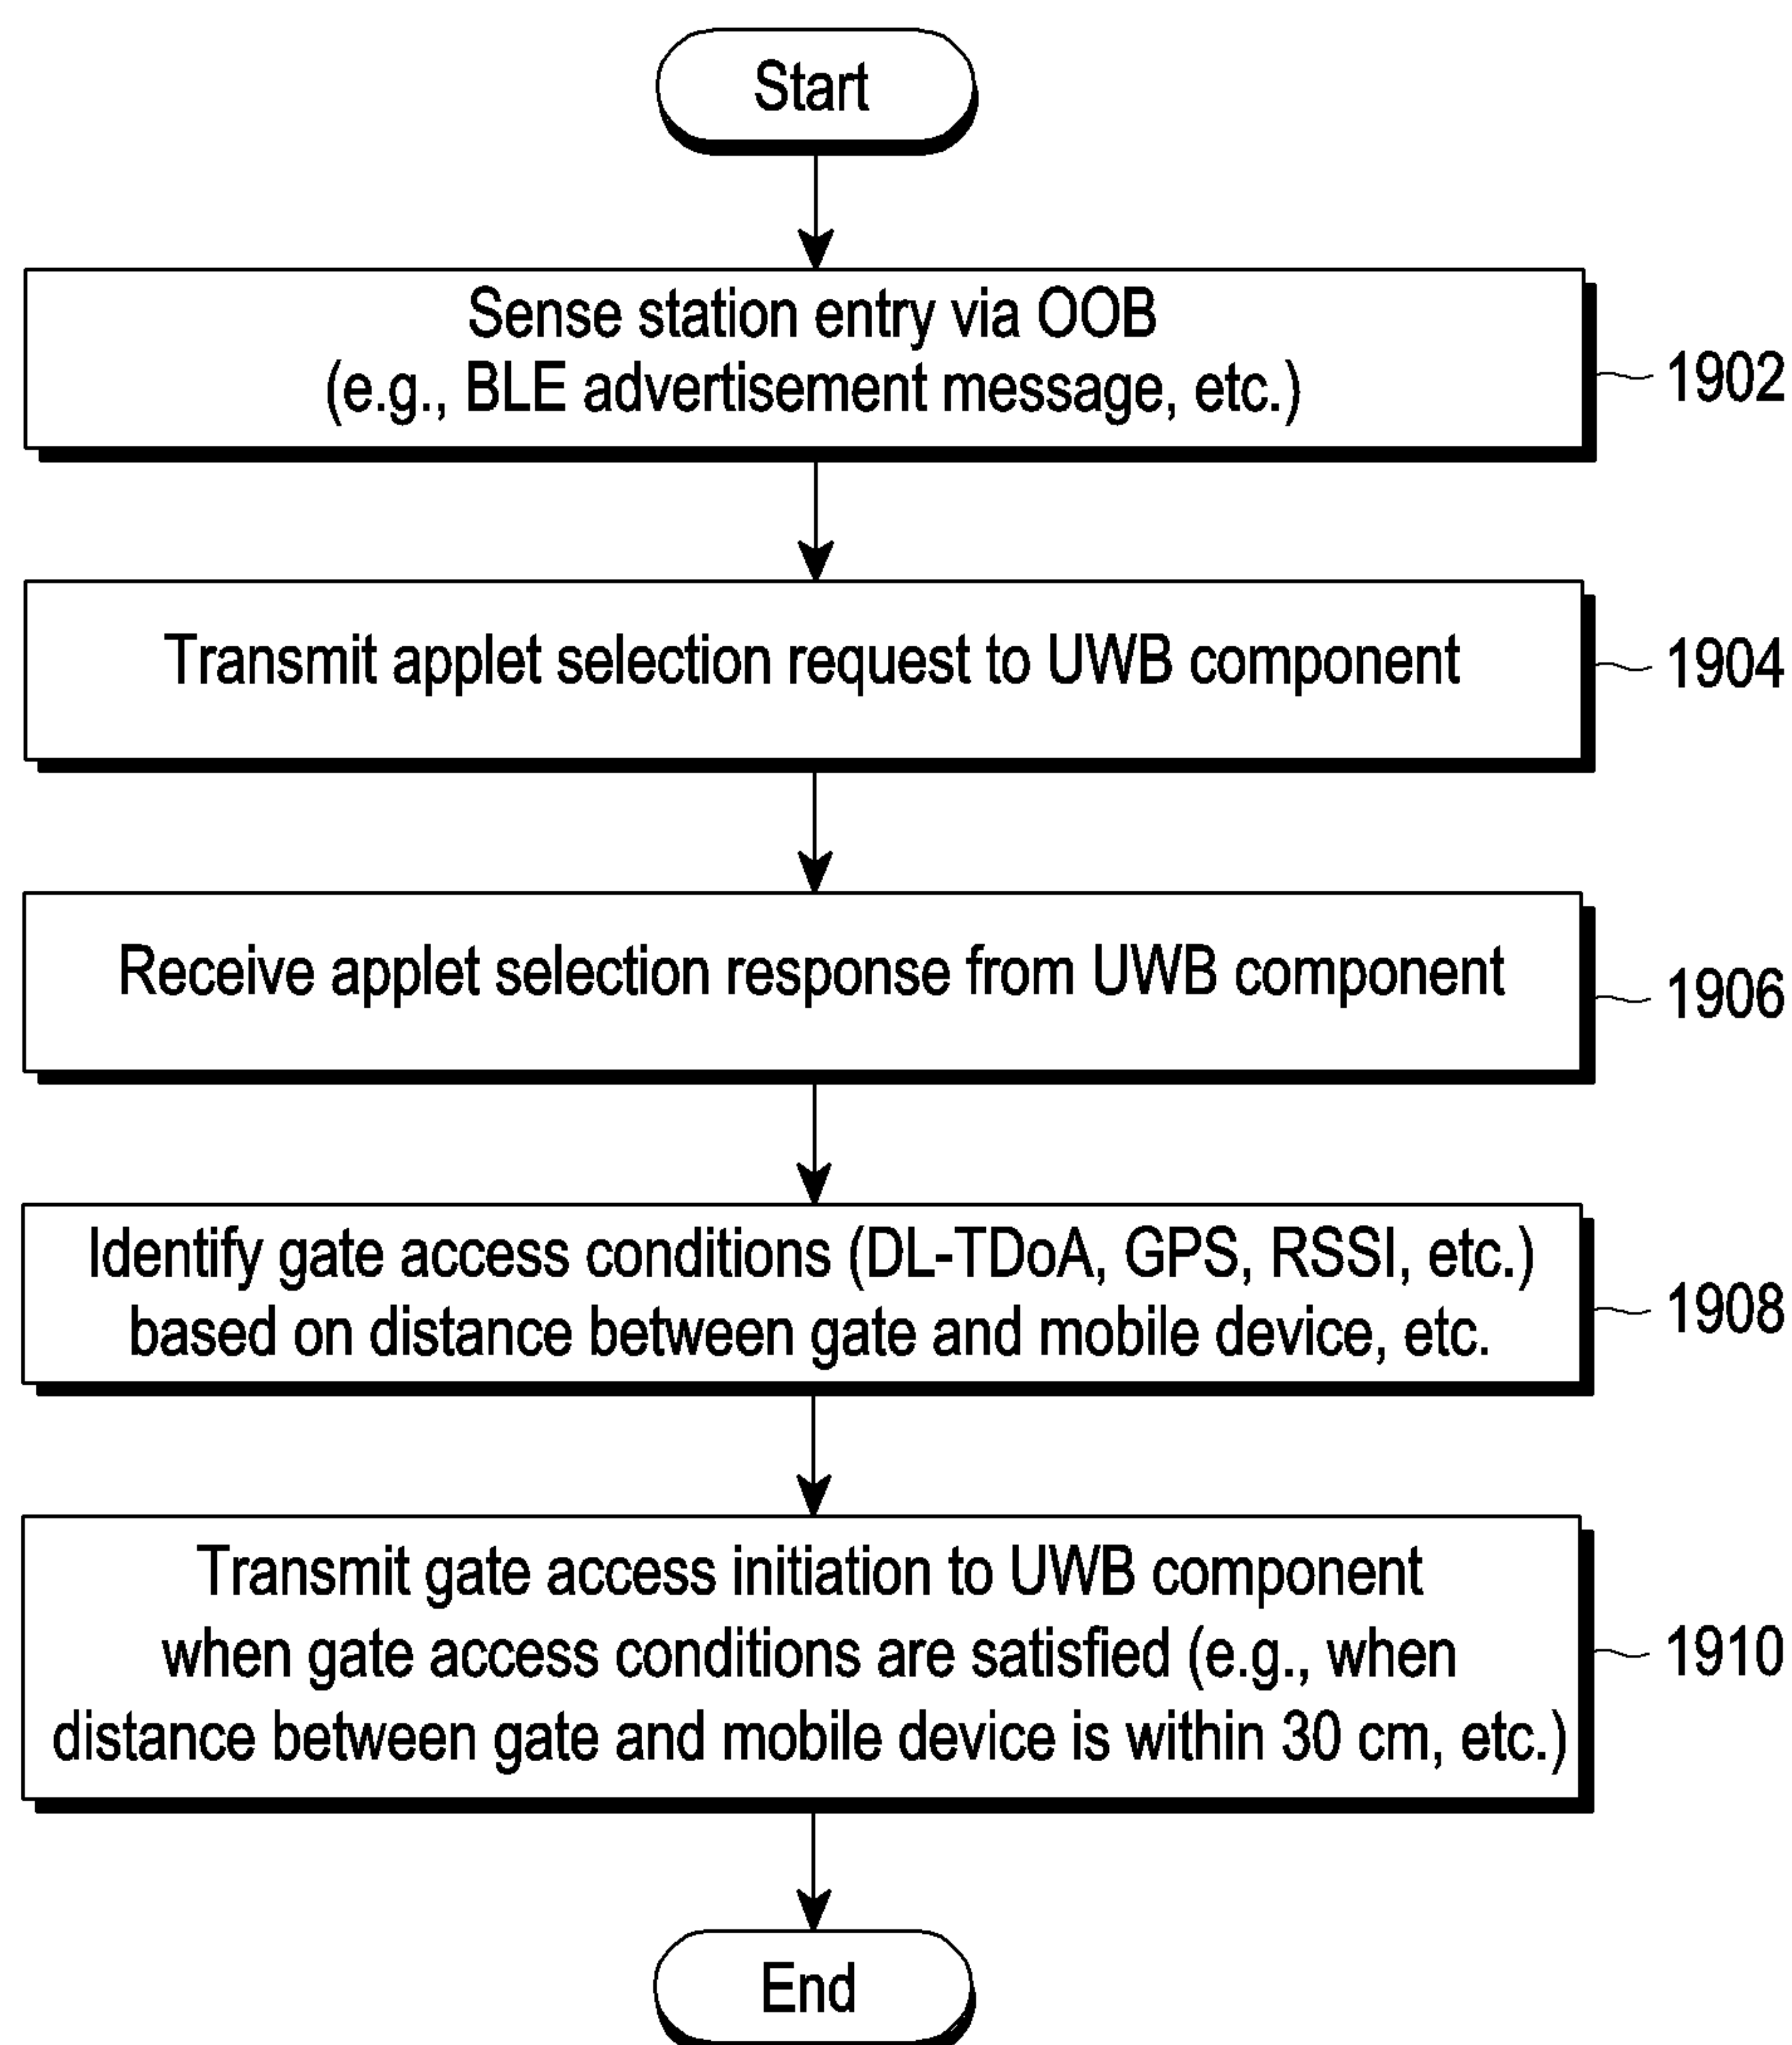 Start
Sense station entry via OOB
(e.g., BLE advertisement message, etc.)
1902
Transmit applet selection request to UWB component
1904
Receive applet selection response from UWB component
1906
Identify gate access conditions (DL-TDoA, GPS, RSSI, etc.)
based on distance between gate and mobile device, etc.
1908
Transmit gate access initiation to UWB component
when gate access conditions are satisfied (e.g., when
distance between gate and mobile device is within 30 cm, etc.)
1910
End